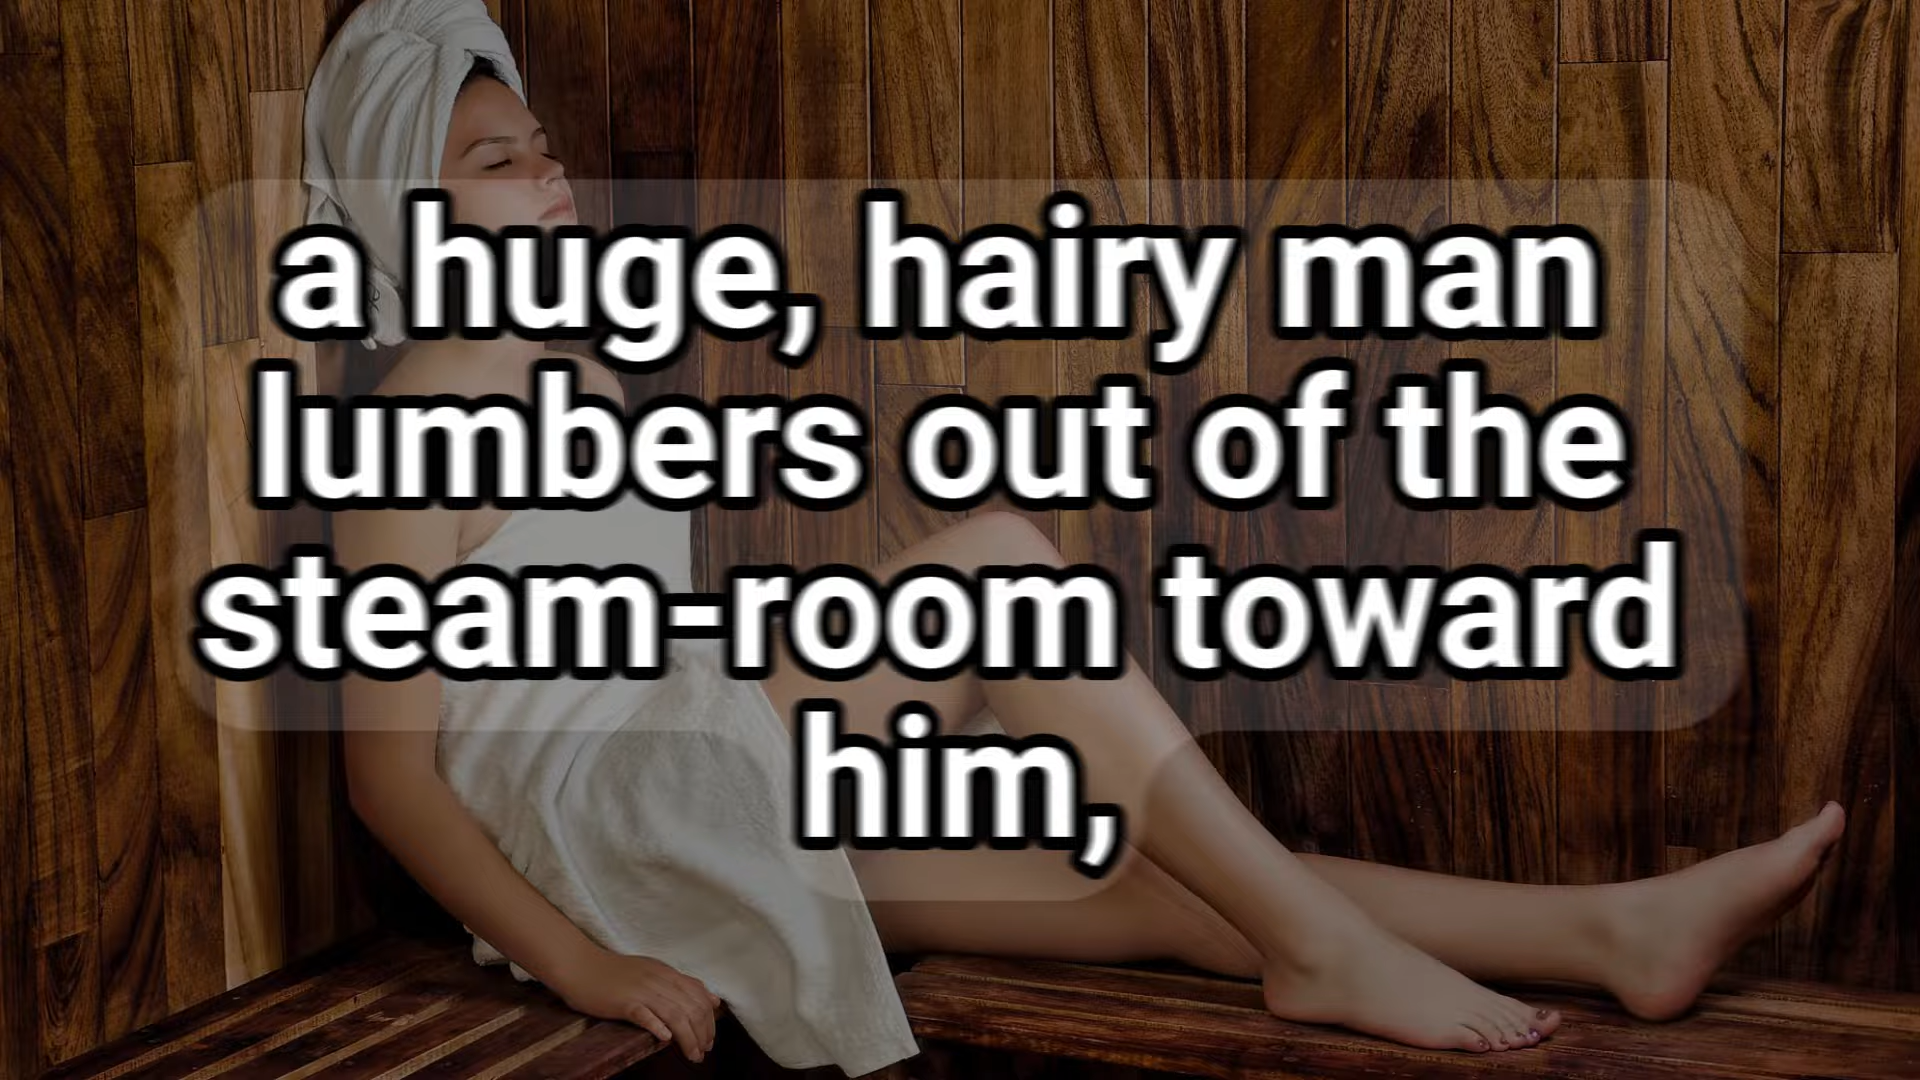 a huge, hairy man
lumbers out of the
steam-room toward
him,